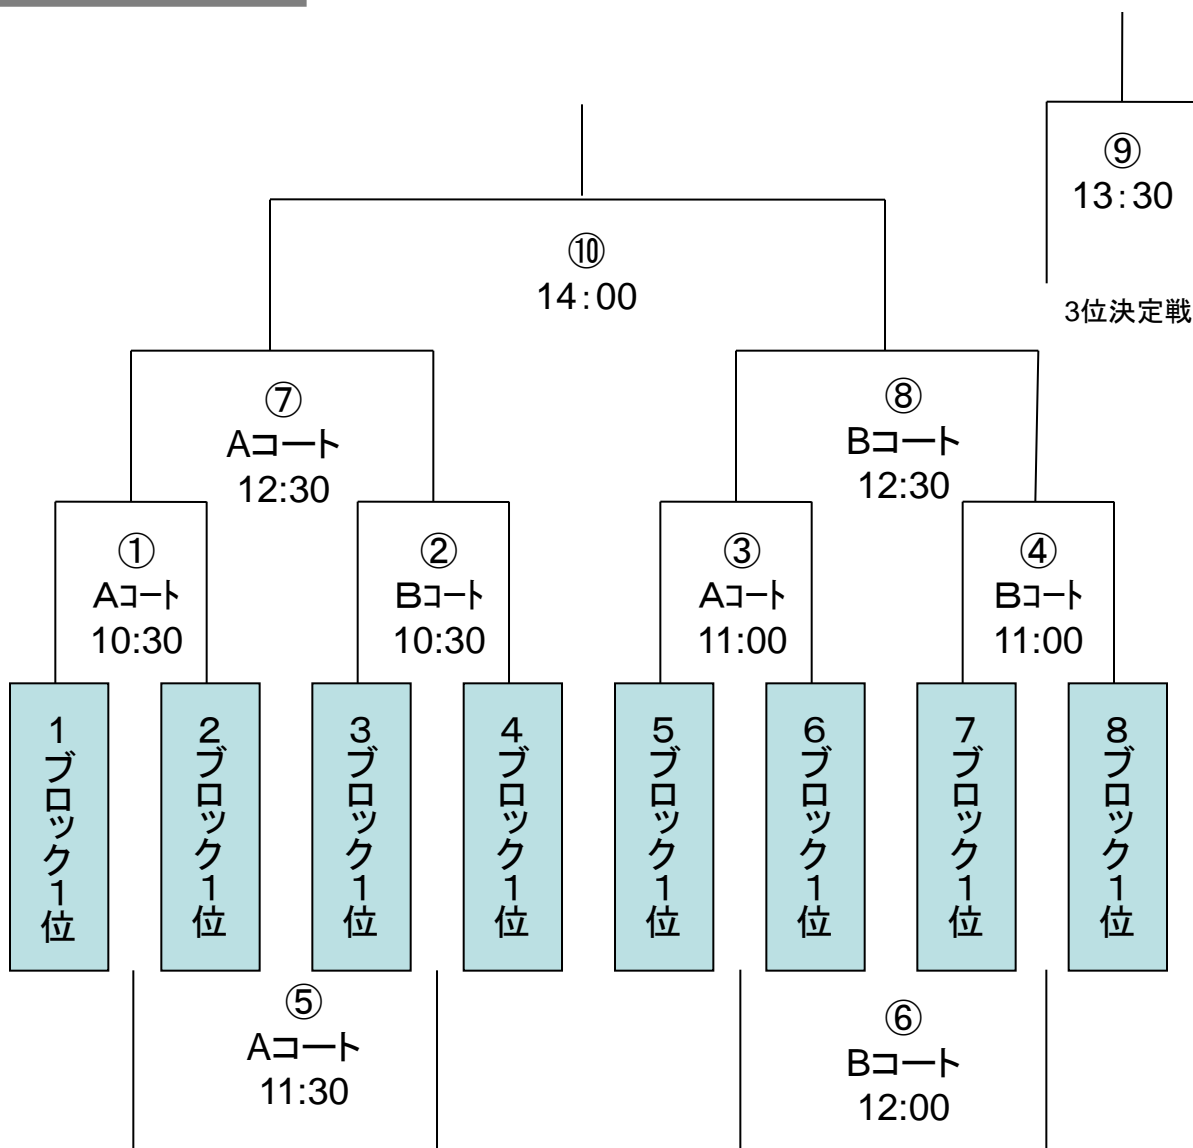 ⑨
13:30
3位決定戦
⑩
14:00
⑦
Aコート
12:30
⑧
Bコート
12:30
①
Aコート
10:30
②
Bコート
10:30
③
Aコート
11:00
④
Bコート
11:00
1ブロック1位
2ブロック1位
3ブロック1位
4ブロック1位
5ブロック1位
6ブロック1位
7ブロック1位
8ブロック1位
⑤
Aコート
11:30
⑥
Bコート
12:00